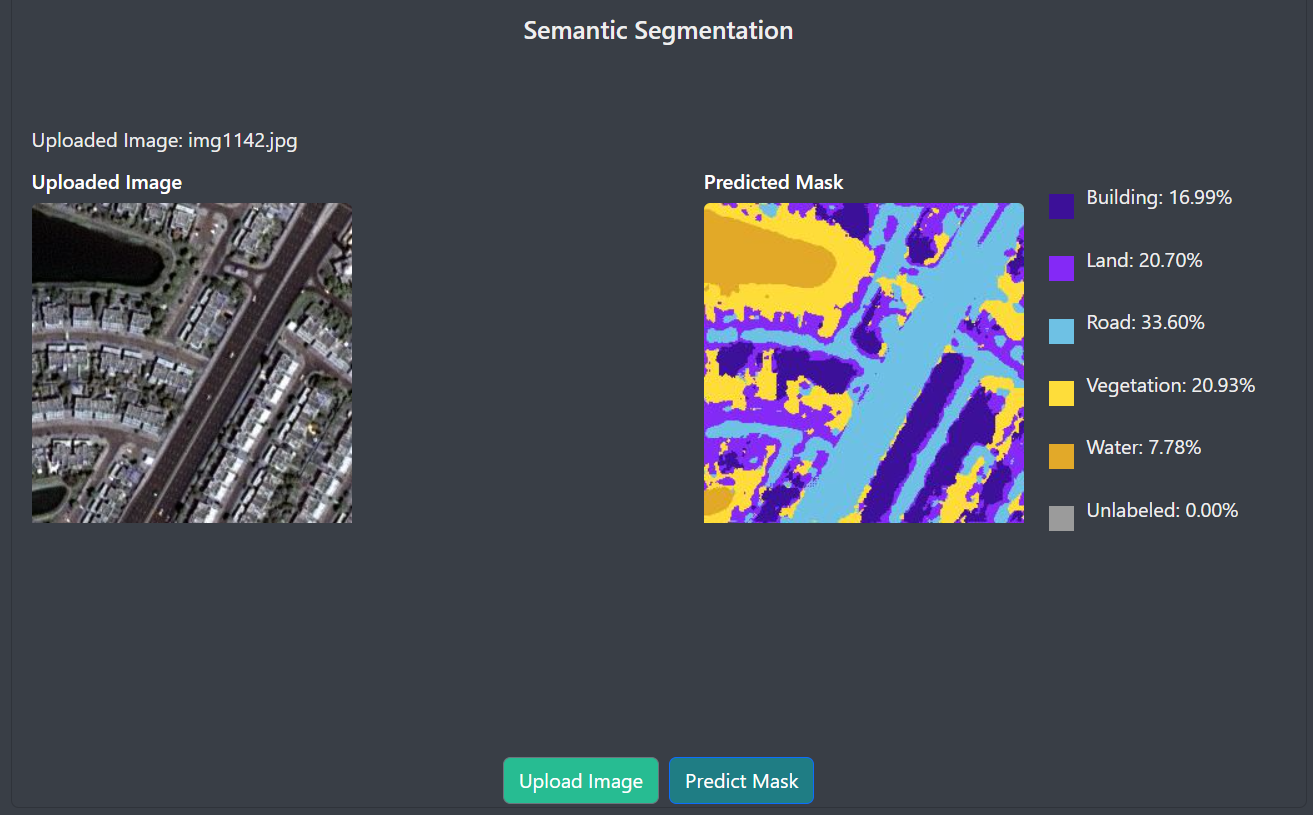 Semantic Segmentation
Uploaded Image: img1142.jpg
Uploaded Image
Predicted Mask
Building: 16.99%
Land: 20.70%
Road: 33.60%
Vegetation: 20.93%
Water: 7.78%
Unlabeled: 0.00%
Upload Image
Predict Mask